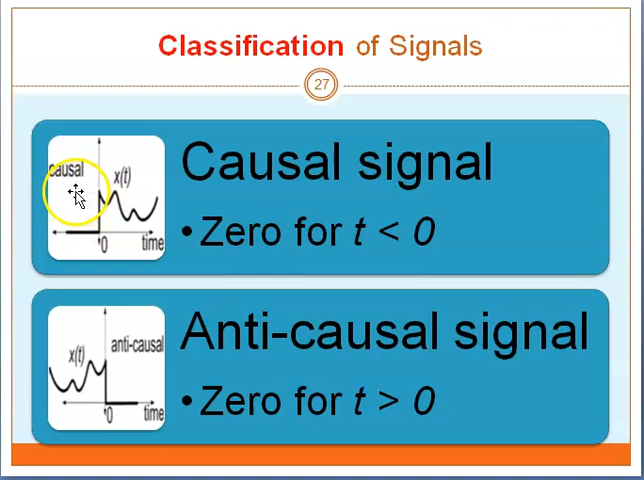 Classification of Signals
27
causal
x(t)
0
time
Causal signal
• Zero for t < 0
x(t)
anti-causal
0
time
Anti-causal signal
• Zero for t > 0